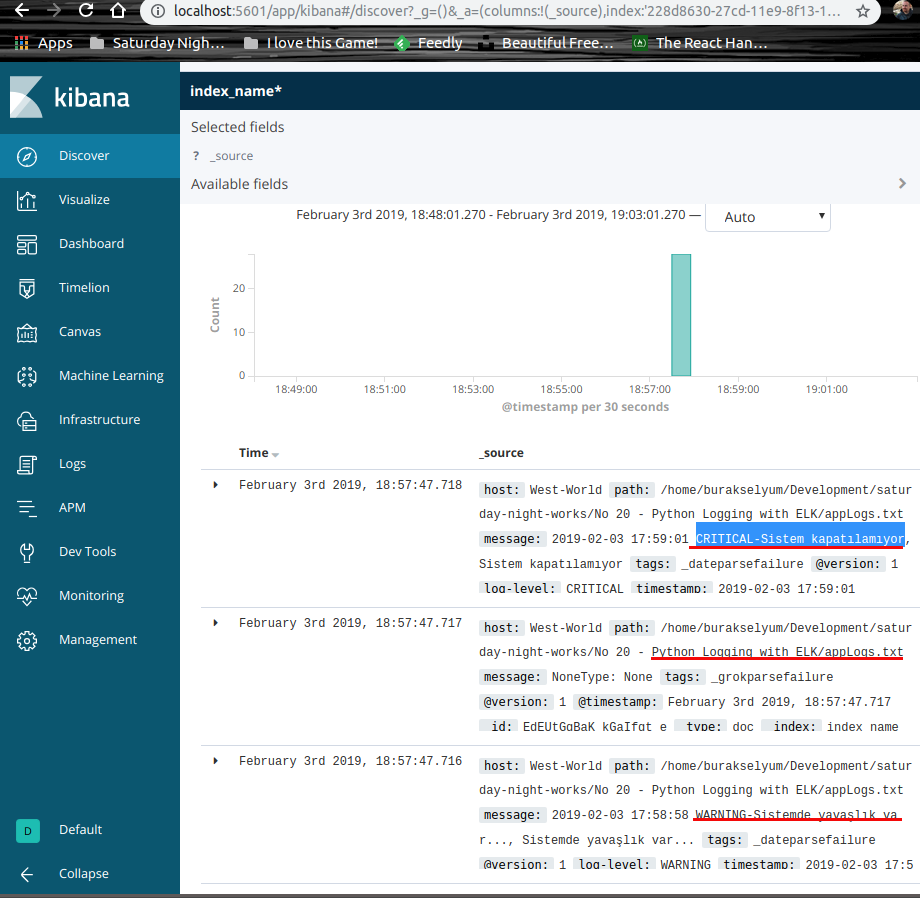 localhost:5601/app/kibana#/discover?_g=()&_a=(columns:!(_source),index:'228d8630-27cd-11e9-8f13-1...
Apps Saturday Nigh... I love this Game! Feedly Beautiful Free... The React Han...
kibana
Discover
Visualize
Dashboard
Timelion
Canvas
Machine Learning
Infrastructure
Logs
APM
Dev Tools
Monitoring
Management
D Default
Collapse
index_name*
Selected fields
? _source
Available fields
February 3rd 2019, 18:48:01.270 - February 3rd 2019, 19:03:01.270 — Auto
Count
20
10
0
18:49:00 18:51:00 18:53:00 18:55:00 18:57:00 18:59:00 19:01:00
@timestamp per 30 seconds
Time _source
February 3rd 2019, 18:57:47.718 host: West-World path: /home/burakselyum/Development/satur
day-night-works/No 20 - Python Logging with ELK/appLogs.txt
message: 2019-02-03 17:59:01 CRITICAL-Sistem kapatılamıyor,
Sistem kapatılamıyor tags: _dateparsefailure @version: 1
log-level: CRITICAL timestamp: 2019-02-03 17:59:01
February 3rd 2019, 18:57:47.717 host: West-World path: /home/burakselyum/Development/satur
day-night-works/No 20 - Python Logging with ELK/appLogs.txt
message: NoneType: None tags: _grokparsefailure
@version: 1 @timestamp: February 3rd 2019, 18:57:47.717
_type: doc _index: index_name
February 3rd 2019, 18:57:47.716 host: West-World path: /home/burakselyum/Development/satur
day-night-works/No 20 - Python Logging with ELK/appLogs.txt
message: 2019-02-03 17:58:58 WARNING-Sistemde yavaşlık va
r..., Sistemde yavaşlık var... tags: _dateparsefailure
@version: 1 log-level: WARNING timestamp: 2019-02-03 17:5